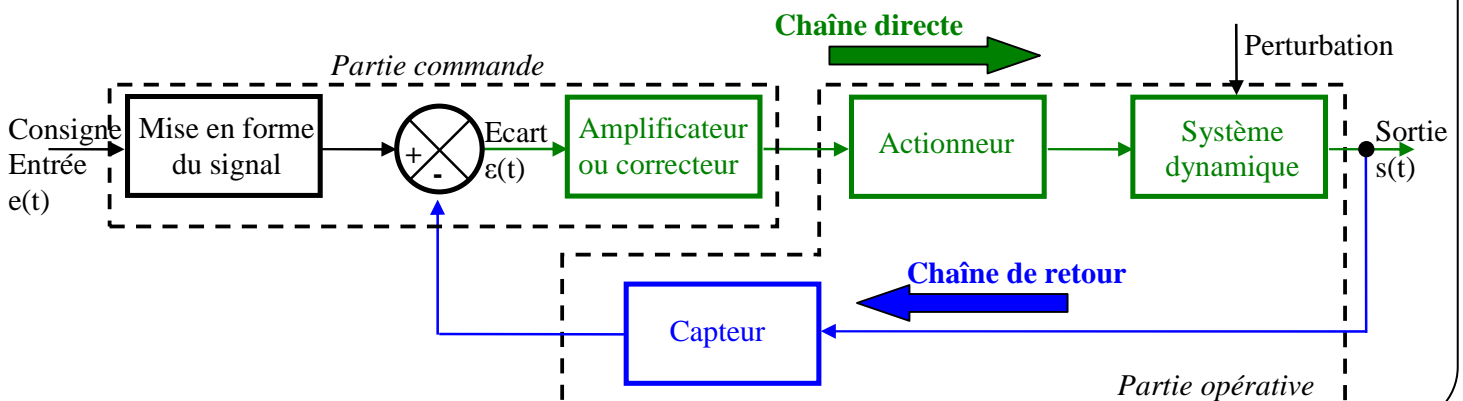 Chaîne directe
Perturbation
Partie commande
Consigne
Entrée
e(t)
Mise en forme
du signal
+
-
Ecart
ε(t)
Amplificateur
ou correcteur
Actionneur
Système
dynamique
Sortie
s(t)
Chaîne de retour
Capteur
Partie opérative